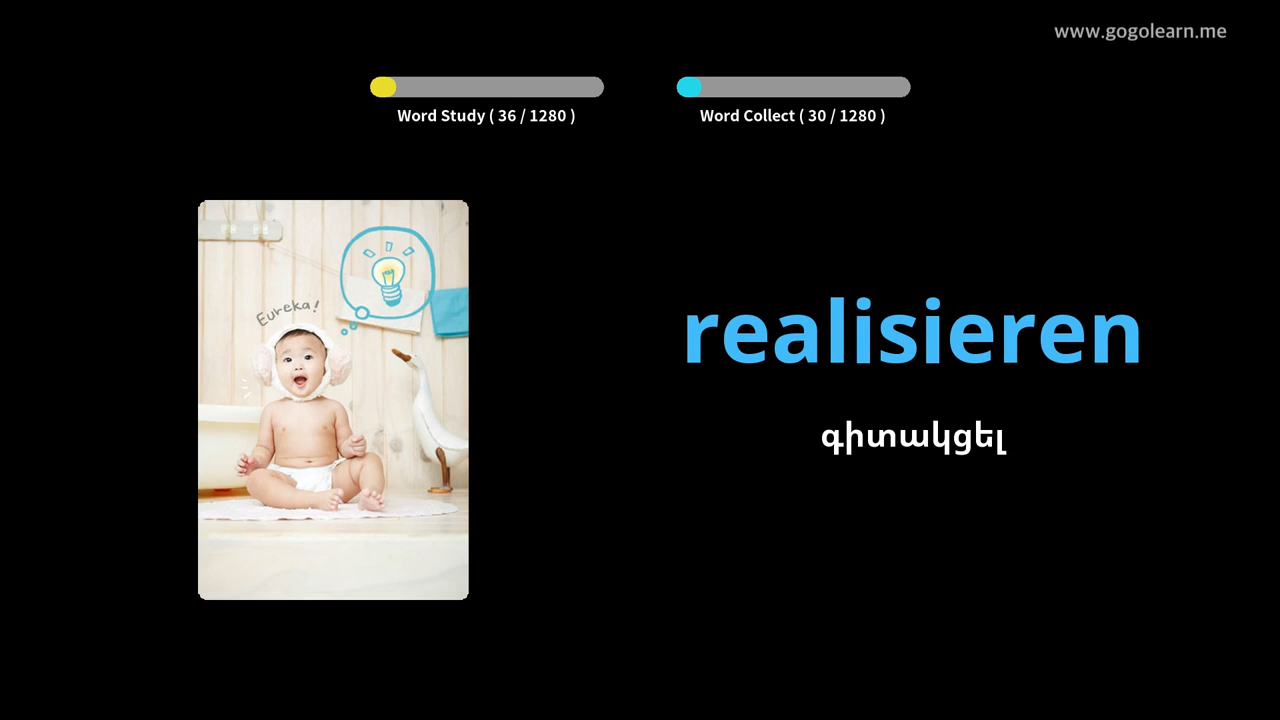 www.gogolearn.me
Word Study ( 36 / 1280 )
Word Collect ( 30 / 1280 )
Eureka!
realisieren
գիտակցել